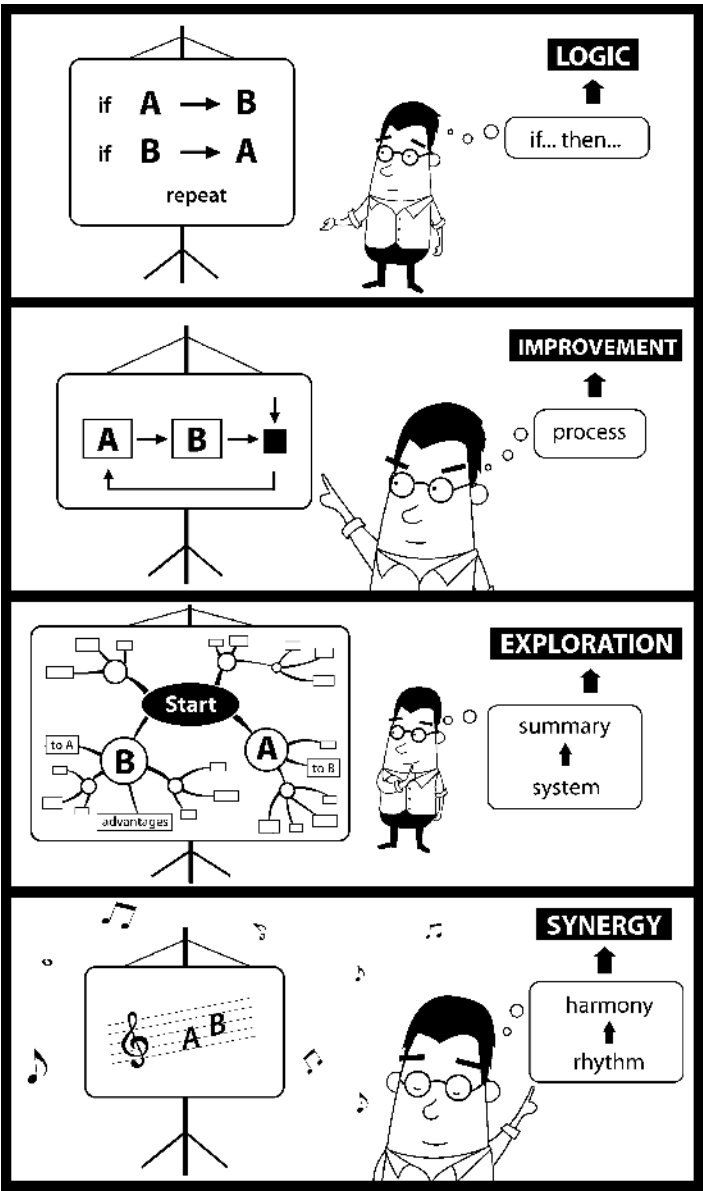 if A → B
if B → A
repeat
LOGIC
if... then...
A → B →
IMPROVEMENT
process
Start
B
A
to A
to B
advantages
EXPLORATION
summary
system
A B
SYNERGY
harmony
rhythm